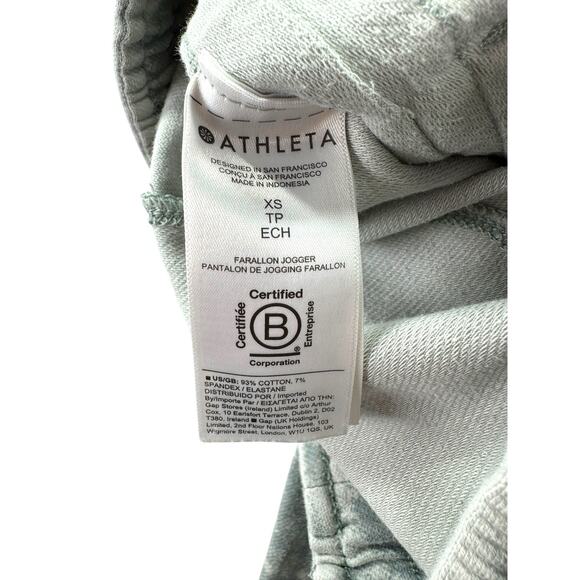 ATHLETA
DESIGNED IN SAN FRANCISCO
CONÇU À SAN FRANCISCO
MADE IN INDONESIA
XS
TP
ECH
FARALLON JOGGER
PANTALON DE JOGGING FARALLON
Certified
Certifiée
B
Entreprise
®
Corporation
US/GB: 93% COTTON, 7%
SPANDEX / ELASTANE
DISTRIBUIDO POR / Imported
By/Importe Par / ΕΙΣΑΓΕΤΑΙ ΑΠΟ ΤΗΝ:
Gap Stores (Ireland) Limited c/o Arthur
Cox, 10 Earlsfort Terrace, Dublin 2, D02
T380, Ireland ■ Gap (UK Holdings)
Limited, 2nd Floor Nations House, 103
Wigmore Street, London, W1U 1QS, UK